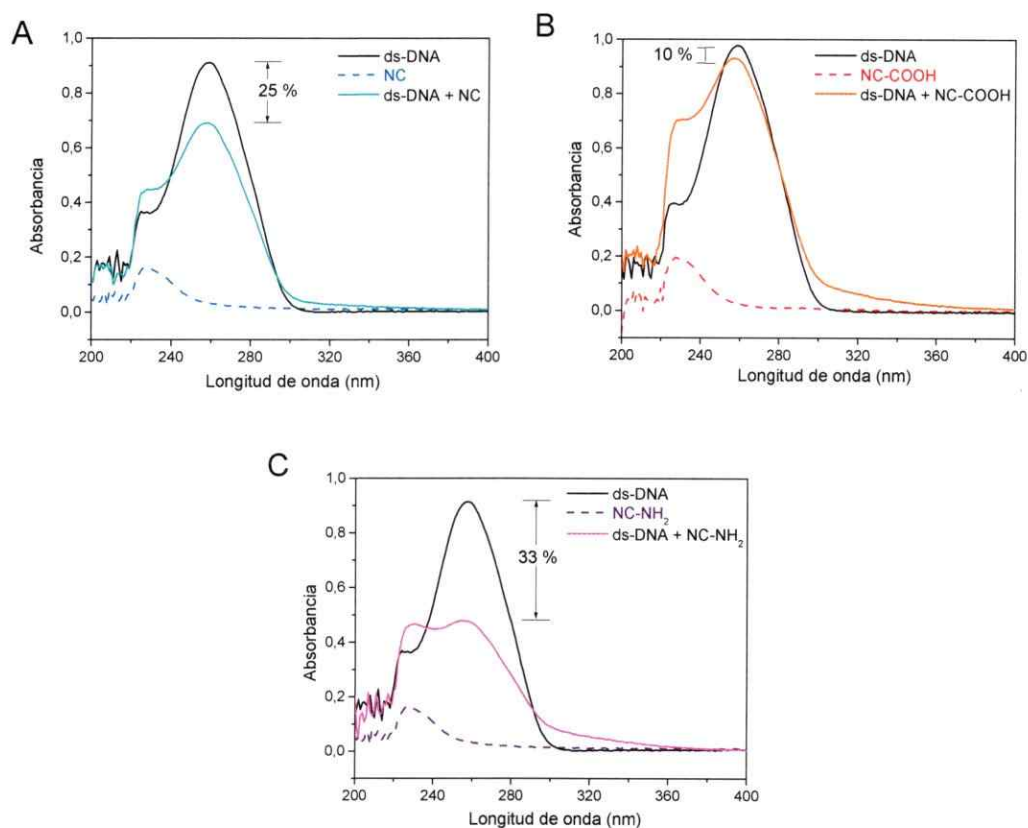 A
1,0
0,8
0,6
0,4
0,2
0,0
Absorbancia
200
240
280
320
360
400
Longitud de onda (nm)
25 %
ds-DNA
NC
ds-DNA + NC
B
1,0
0,8
0,6
0,4
0,2
0,0
Absorbancia
200
240
280
320
360
400
Longitud de onda (nm)
10 %
ds-DNA
NC-COOH
ds-DNA + NC-COOH
C
1,0
0,8
0,6
0,4
0,2
0,0
Absorbancia
200
240
280
320
360
400
Longitud de onda (nm)
33 %
ds-DNA
NC-NH₂
ds-DNA + NC-NH₂